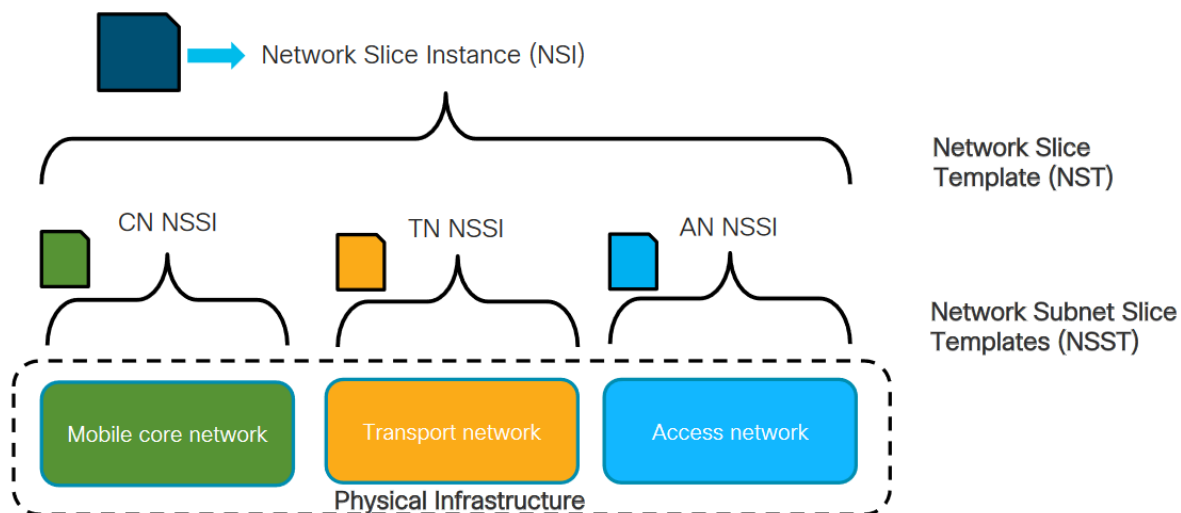 Network Slice Instance (NSI)
Network Slice
Template (NST)
CN NSSI
TN NSSI
AN NSSI
Network Subnet Slice
Templates (NSST)
Mobile core network
Transport network
Access network
Physical Infrastructure